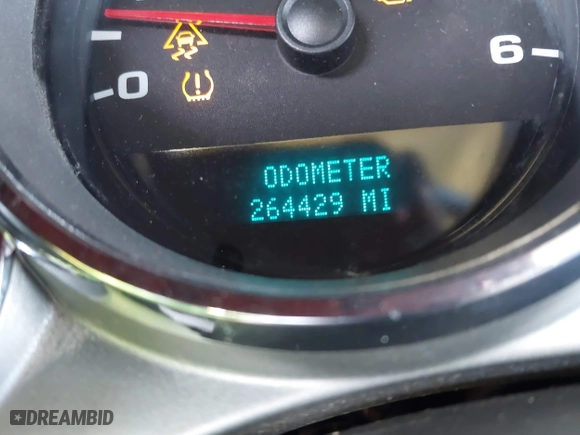 6
0
ODOMETER
264429 MI
DREAMBID